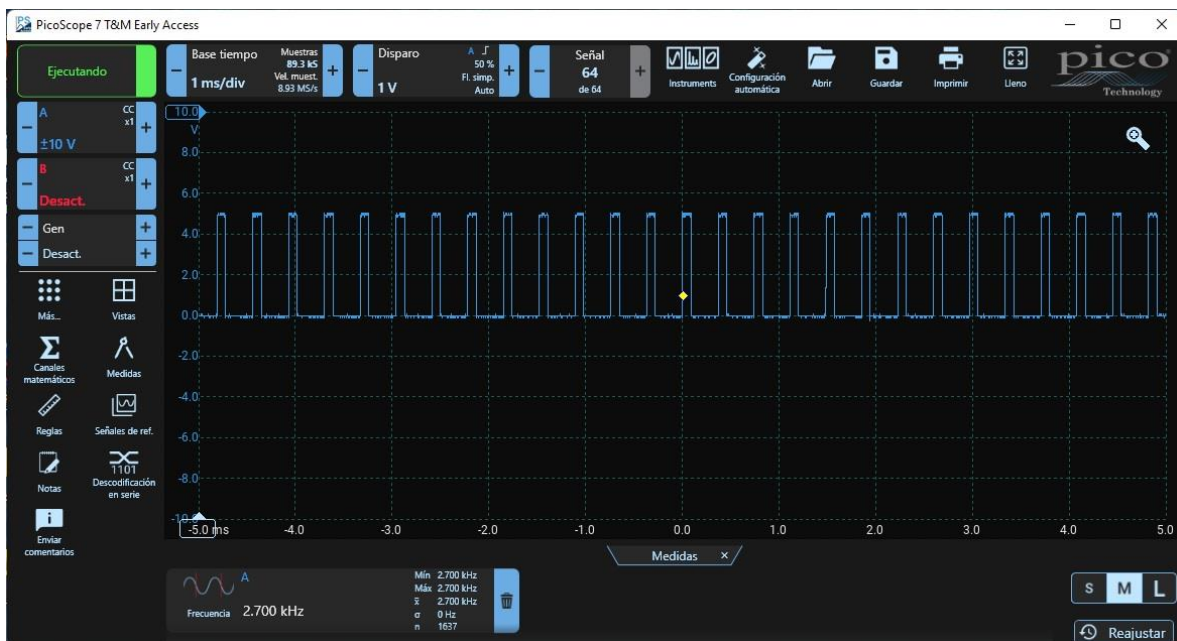 PicoScope 7 T&M Early Access
Ejecutando
Base tiempo
1 ms/div
Muestras
89.3 kS
Vel. muest.
8.93 MS/s
Disparo
1 V
A
50 %
Fl. simp.
Auto
Señal
64
de 64
Instruments
Configuración
automática
Abrir
Guardar
Imprimir
Lleno
pico
Technology
A
CC
x1
±10 V
B
CC
x1
Desact.
Gen
Desact.
Más...
Vistas
Canales
matemáticos
Medidas
Reglas
Señales de ref.
Notas
1101
Descodificación
en serie
Enviar
comentarios
10.0
V
8.0
6.0
4.0
2.0
0.0
-2.0
-4.0
-6.0
-8.0
-10.0
-5.0 ms
-4.0
-3.0
-2.0
-1.0
0.0
1.0
2.0
3.0
4.0
5.0
Medidas
A
Frecuencia 2.700 kHz
Mín 2.700 kHz
Máx 2.700 kHz
x̄ 2.700 kHz
σ 0 Hz
n 1637
S M L
Reajustar